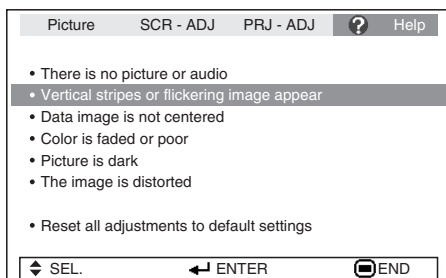 Picture SCR - ADJ PRJ - ADJ ? Help
• There is no picture or audio
• Vertical stripes or flickering image appear
• Data image is not centered
• Color is faded or poor
• Picture is dark
• The image is distorted
• Reset all adjustments to default settings
SEL. ENTER END